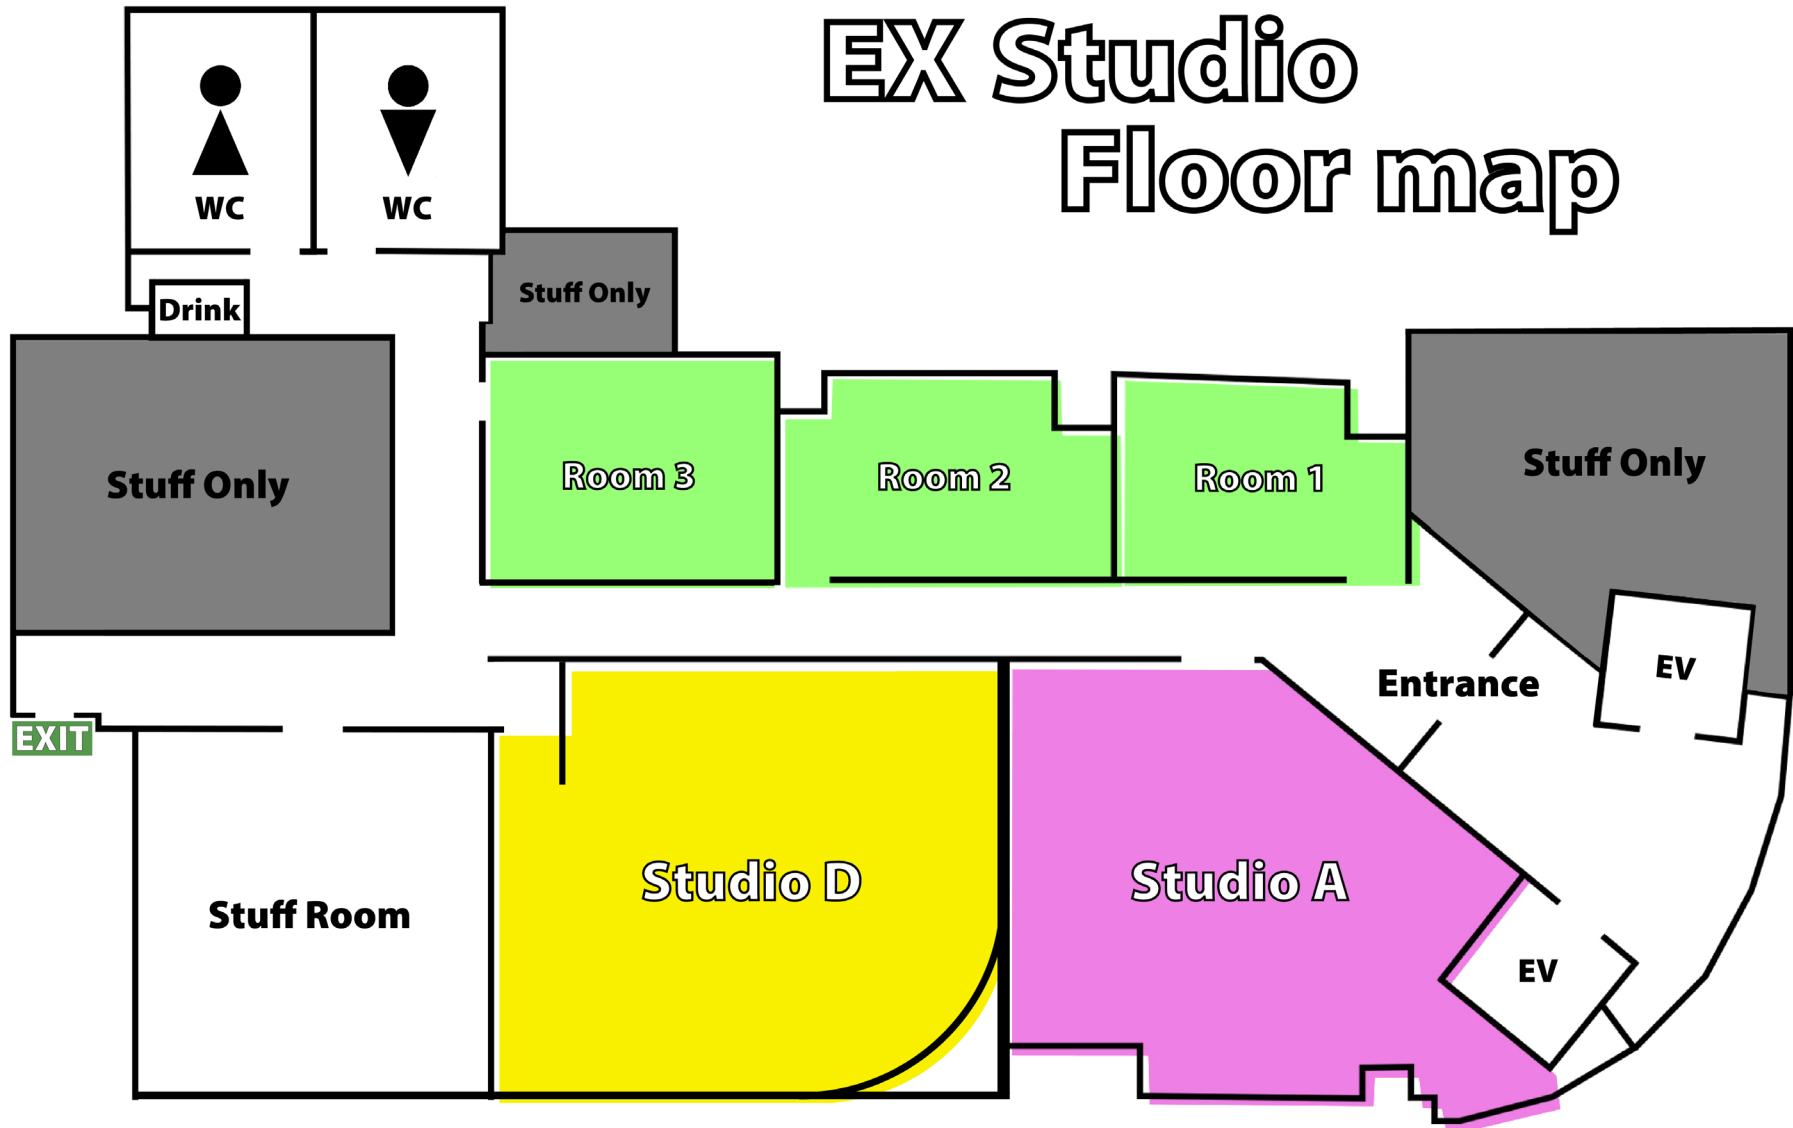 EX Studio
Floor map
WC
WC
Stuff Only
Drink
Stuff Only
Room 3
Room 2
Room 1
Stuff Only
EV
Entrance
EXIT
Studio D
Studio A
Stuff Room
EV